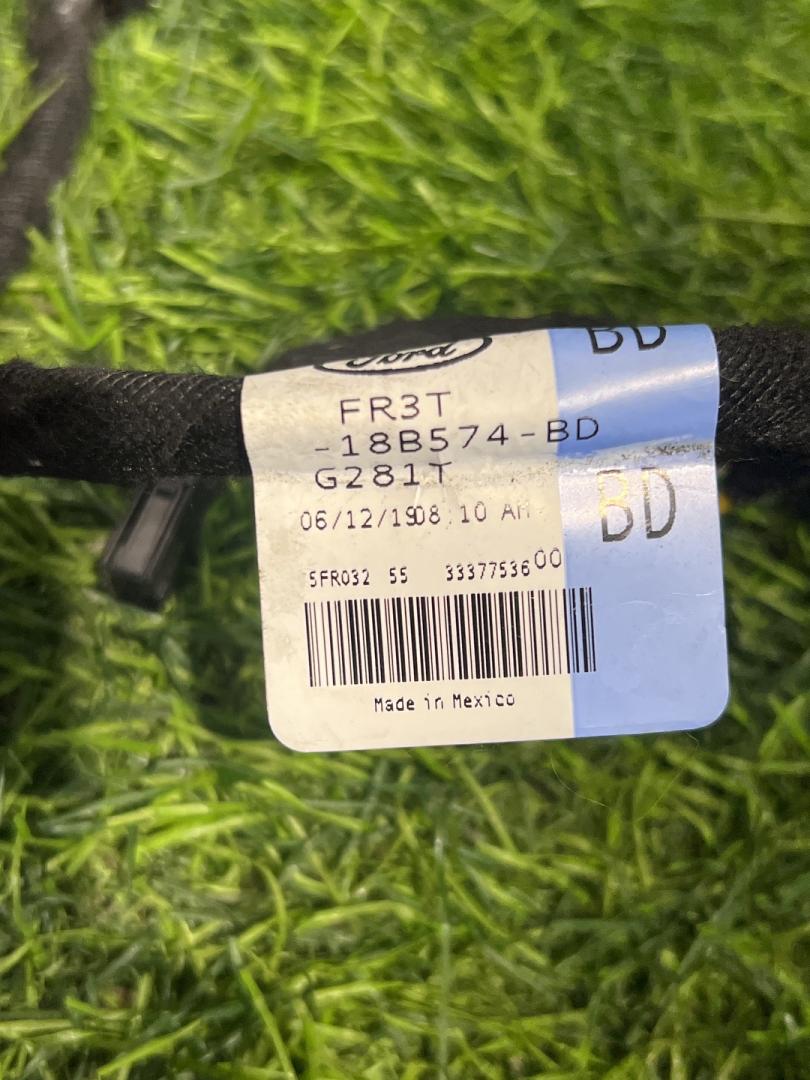 Ford
BD
FR3T
-18B574-BD
G281T
BD
06/12/1908:10 AM
5FR032 55 3337753600
Made in Mexico